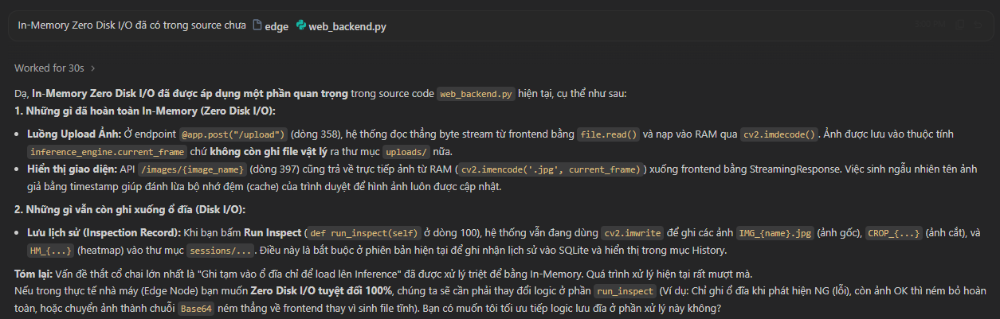 In-Memory Zero Disk I/O đã có trong source chưa edge web_backend.py
Worked for 30s >
Dạ, In-Memory Zero Disk I/O đã được áp dụng một phần quan trọng trong source code web_backend.py hiện tại, cụ thể như sau:
1. Những gì đã hoàn toàn In-Memory (Zero Disk I/O):
• Luồng Upload Ảnh: Ở endpoint @app.post("/upload") (dòng 358), hệ thống đọc thẳng byte stream từ frontend bằng file.read() và nạp vào RAM qua cv2.imdecode(). Ảnh được lưu vào thuộc tính
inference_engine.current_frame chứ không còn ghi file vật lý ra thư mục uploads/ nữa.
• Hiển thị giao diện: API /images/{image_name} (dòng 397) cũng trả về trực tiếp ảnh từ RAM (cv2.imencode('.jpg', current_frame)) xuống frontend bằng StreamingResponse. Việc sinh ngẫu nhiên tên ảnh
giả bằng timestamp giúp đánh lừa bộ nhớ đệm (cache) của trình duyệt để hình ảnh luôn được cập nhật.
2. Những gì vẫn còn ghi xuống ổ đĩa (Disk I/O):
• Lưu lịch sử (Inspection Record): Khi bạn bấm Run Inspect (def run_inspect(self) ở dòng 100), hệ thống vẫn đang dùng cv2.imwrite để ghi các ảnh IMG_{name}.jpg (ảnh gốc), CROP_{...} (ảnh cắt), và
HM_{...} (heatmap) vào thư mục sessions/... . Điều này là bắt buộc ở phiên bản hiện tại để ghi nhận lịch sử vào SQLite và hiển thị trong mục History.
Tóm lại: Vấn đề thắt cổ chai lớn nhất là "Ghi tạm vào ổ đĩa chỉ để load lên Inference" đã được xử lý triệt để bằng In-Memory. Quá trình xử lý hiện tại rất mượt mà.
Nếu trong thực tế nhà máy (Edge Node) bạn muốn Zero Disk I/O tuyệt đối 100%, chúng ta sẽ cần phải thay đổi logic ở phần run_inspect (Ví dụ: Chỉ ghi ổ đĩa khi phát hiện NG (lỗi), còn ảnh OK thì ném bỏ hoàn
toàn, hoặc chuyển ảnh thành chuỗi Base64 ném thẳng về frontend thay vì sinh file tĩnh). Bạn có muốn tôi tối ưu tiếp logic lưu đĩa ở phần xử lý này không?